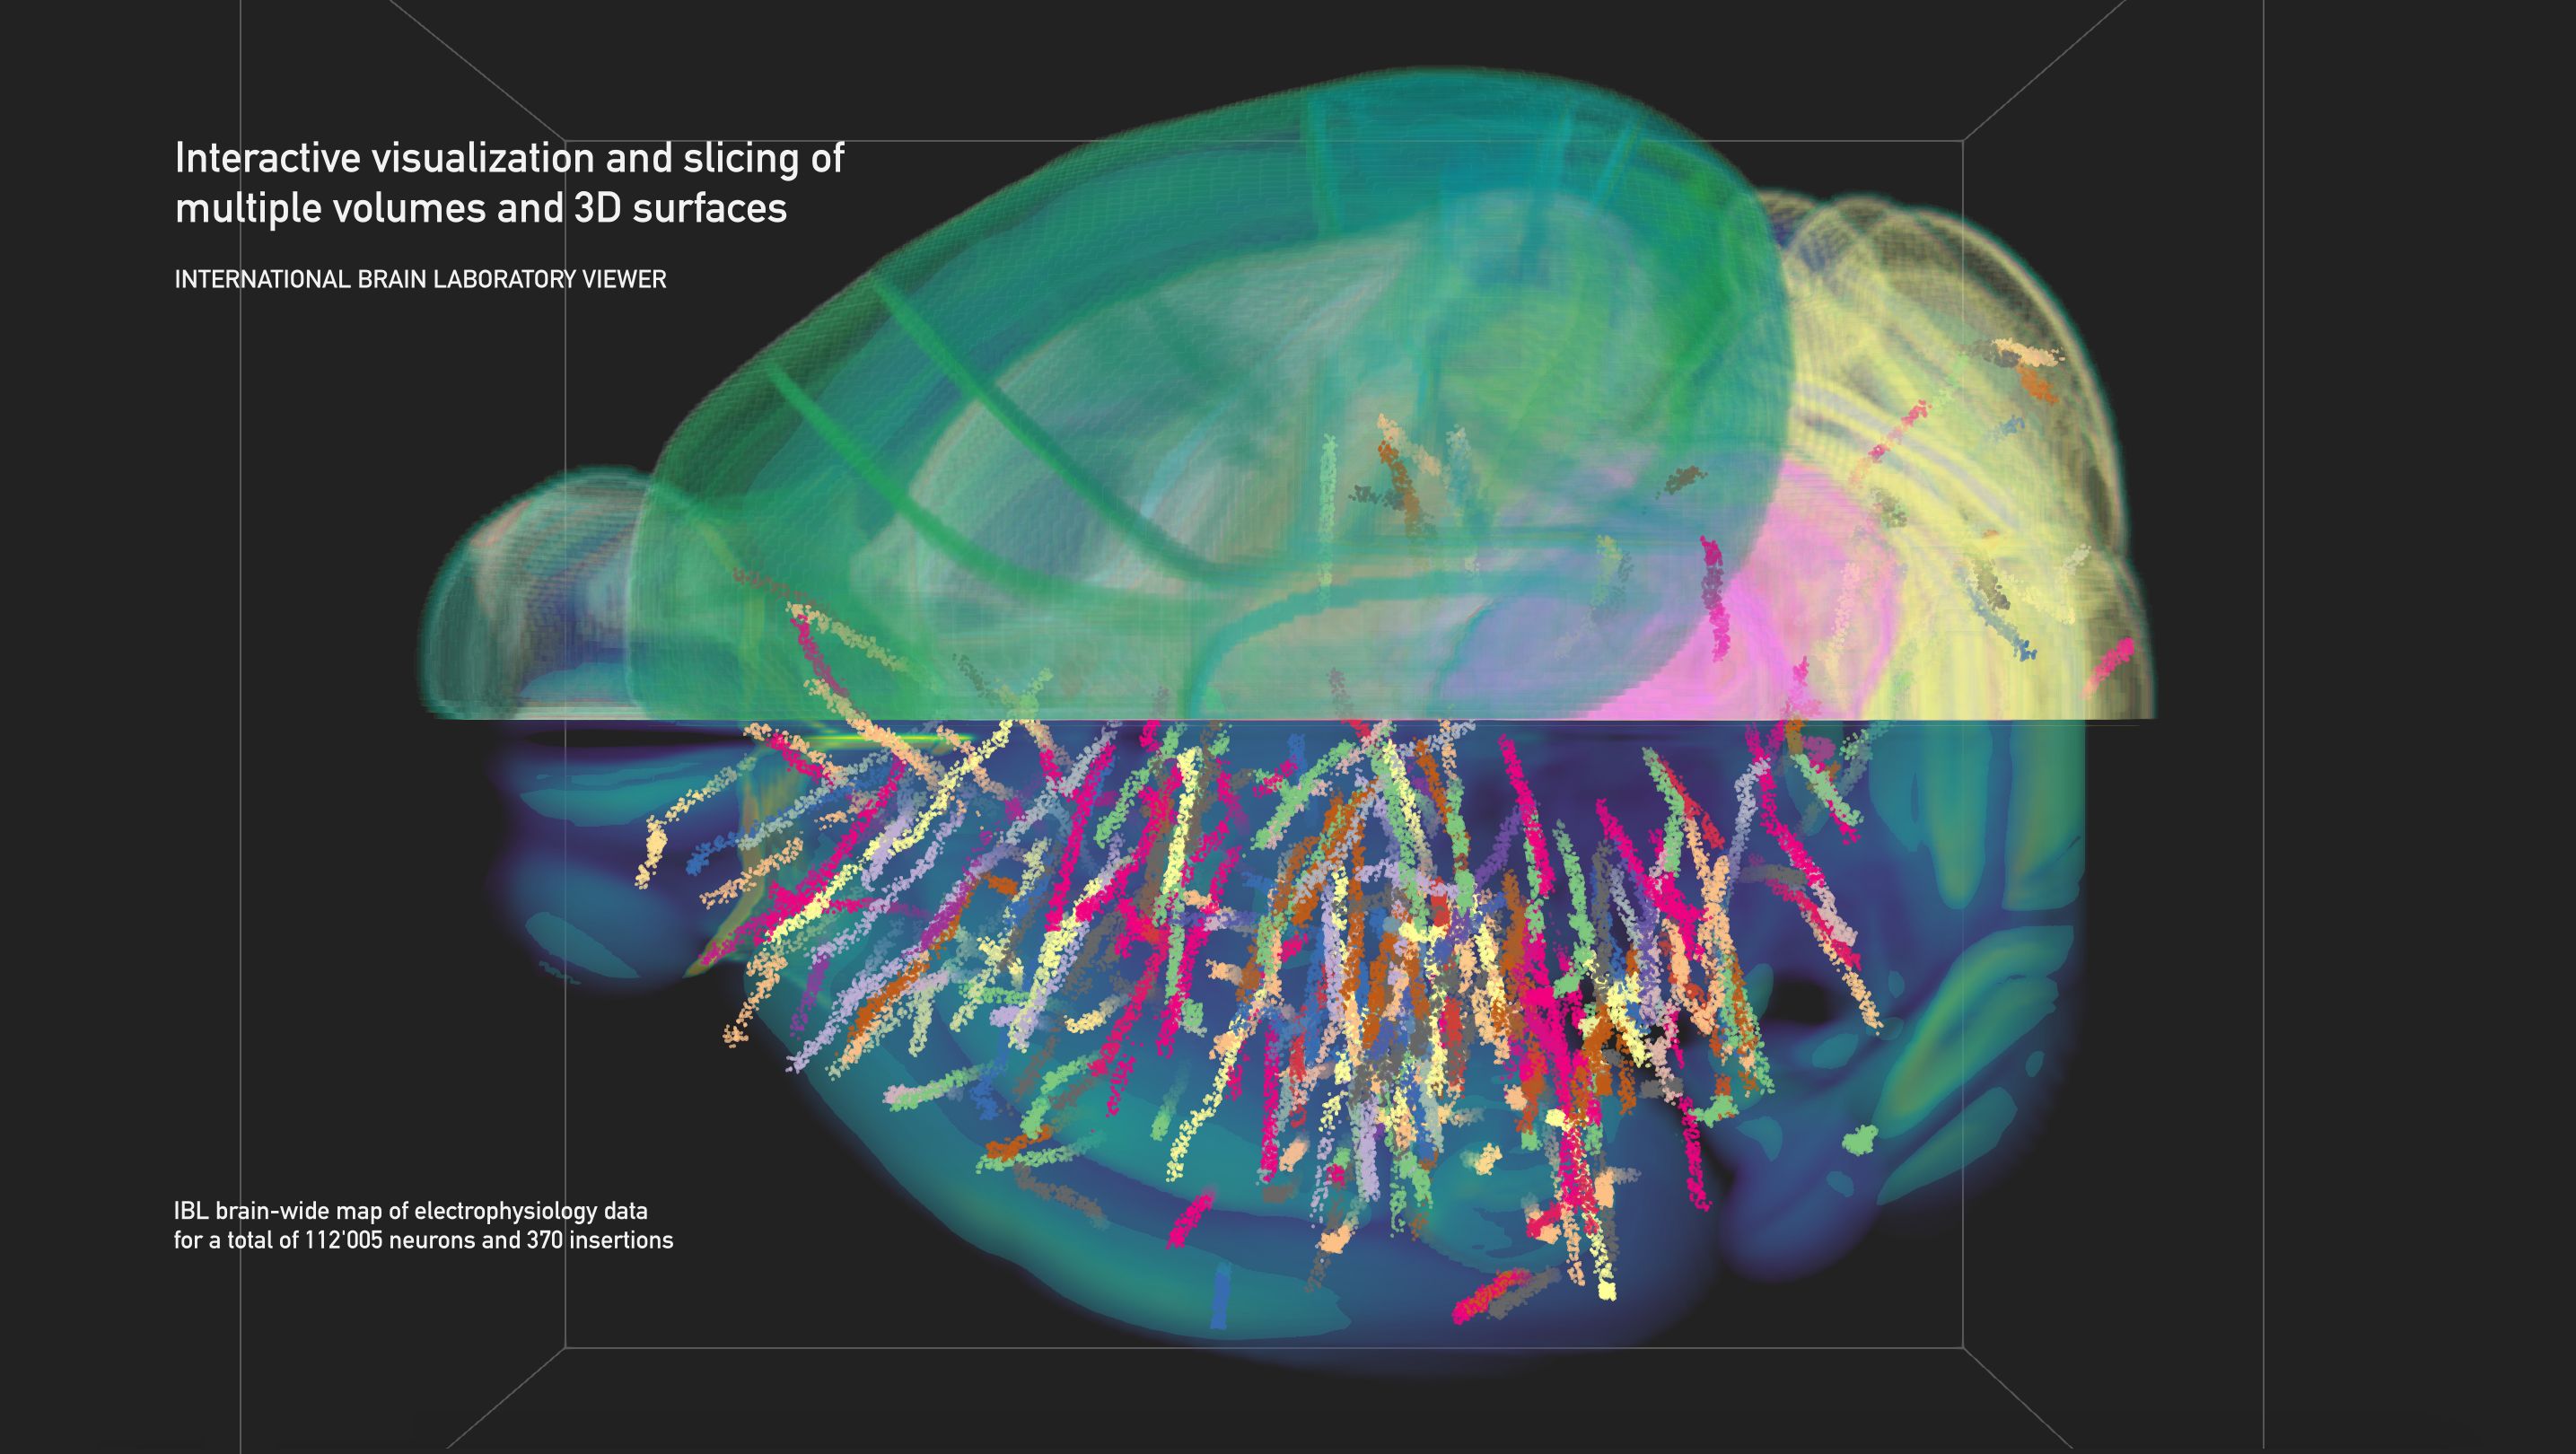 Interactive visualization and slicing of
multiple volumes and 3D surfaces
INTERNATIONAL BRAIN LABORATORY VIEWER
IBL brain-wide map of electrophysiology data
for a total of 112'005 neurons and 370 insertions